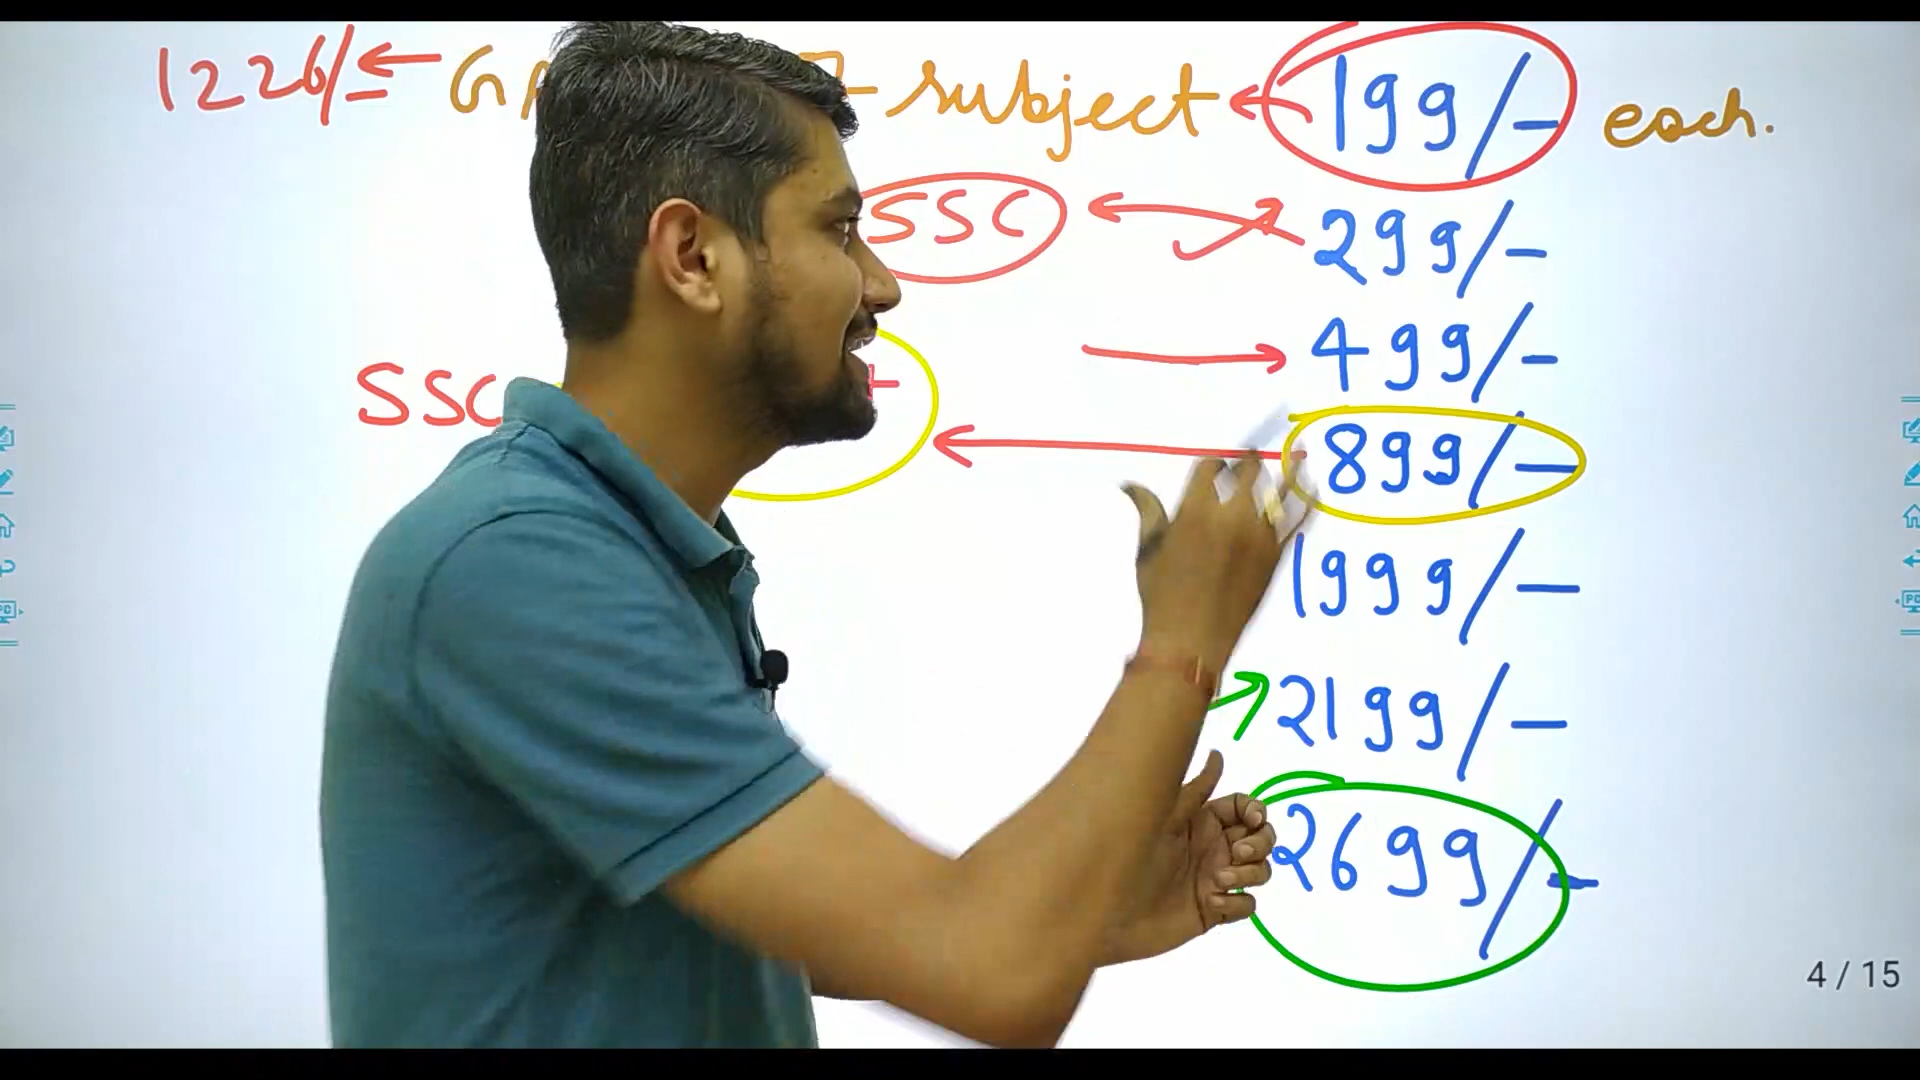 1226/= ← subject ← 199/- each.
SSC 299/-
499/-
SSC 899/-
1999/-
2199/-
2699/-
4 / 15